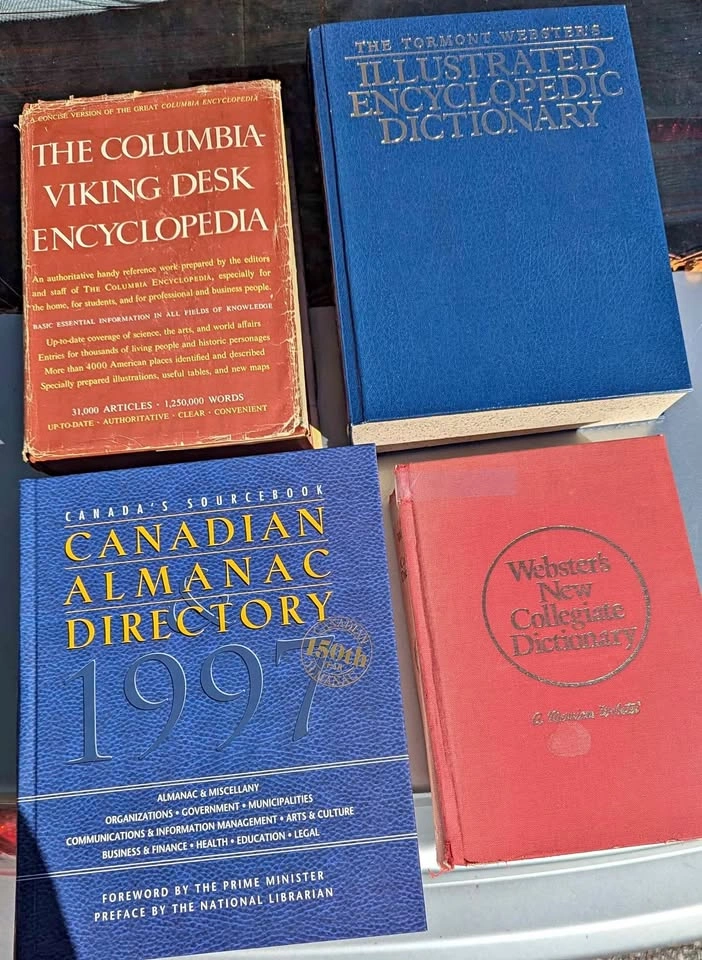 A CONCISE VERSION OF THE GREAT COLUMBIA ENCYCLOPEDIA
THE COLUMBIA-
VIKING DESK
ENCYCLOPEDIA
An authoritative handy reference work prepared by the editors
and staff of THE COLUMBIA ENCYCLOPEDIA, especially for
the home, for students, and for professional and business people.
BASIC ESSENTIAL INFORMATION IN ALL FIELDS OF KNOWLEDGE
Up-to-date coverage of science, the arts, and world affairs
Entries for thousands of living people and historic personages
More than 4000 American places identified and described
Specially prepared illustrations, useful tables, and new maps
31,000 ARTICLES · 1,250,000 WORDS
UP-TO-DATE · AUTHORITATIVE · CLEAR · CONVENIENT
THE TORMONT WEBSTER'S
ILLUSTRATED
ENCYCLOPEDIC
DICTIONARY
CANADA'S SOURCEBOOK
CANADIAN
ALMANAC
&
DIRECTORY
1997
CANADIAN
150th
YEAR
ALMANAC
ALMANAC & MISCELLANY
ORGANIZATIONS • GOVERNMENT • MUNICIPALITIES
COMMUNICATIONS & INFORMATION MANAGEMENT • ARTS & CULTURE
BUSINESS & FINANCE • HEALTH • EDUCATION • LEGAL
FOREWORD BY THE PRIME MINISTER
PREFACE BY THE NATIONAL LIBRARIAN
Webster's
New
Collegiate
Dictionary
a Merriam-Webster